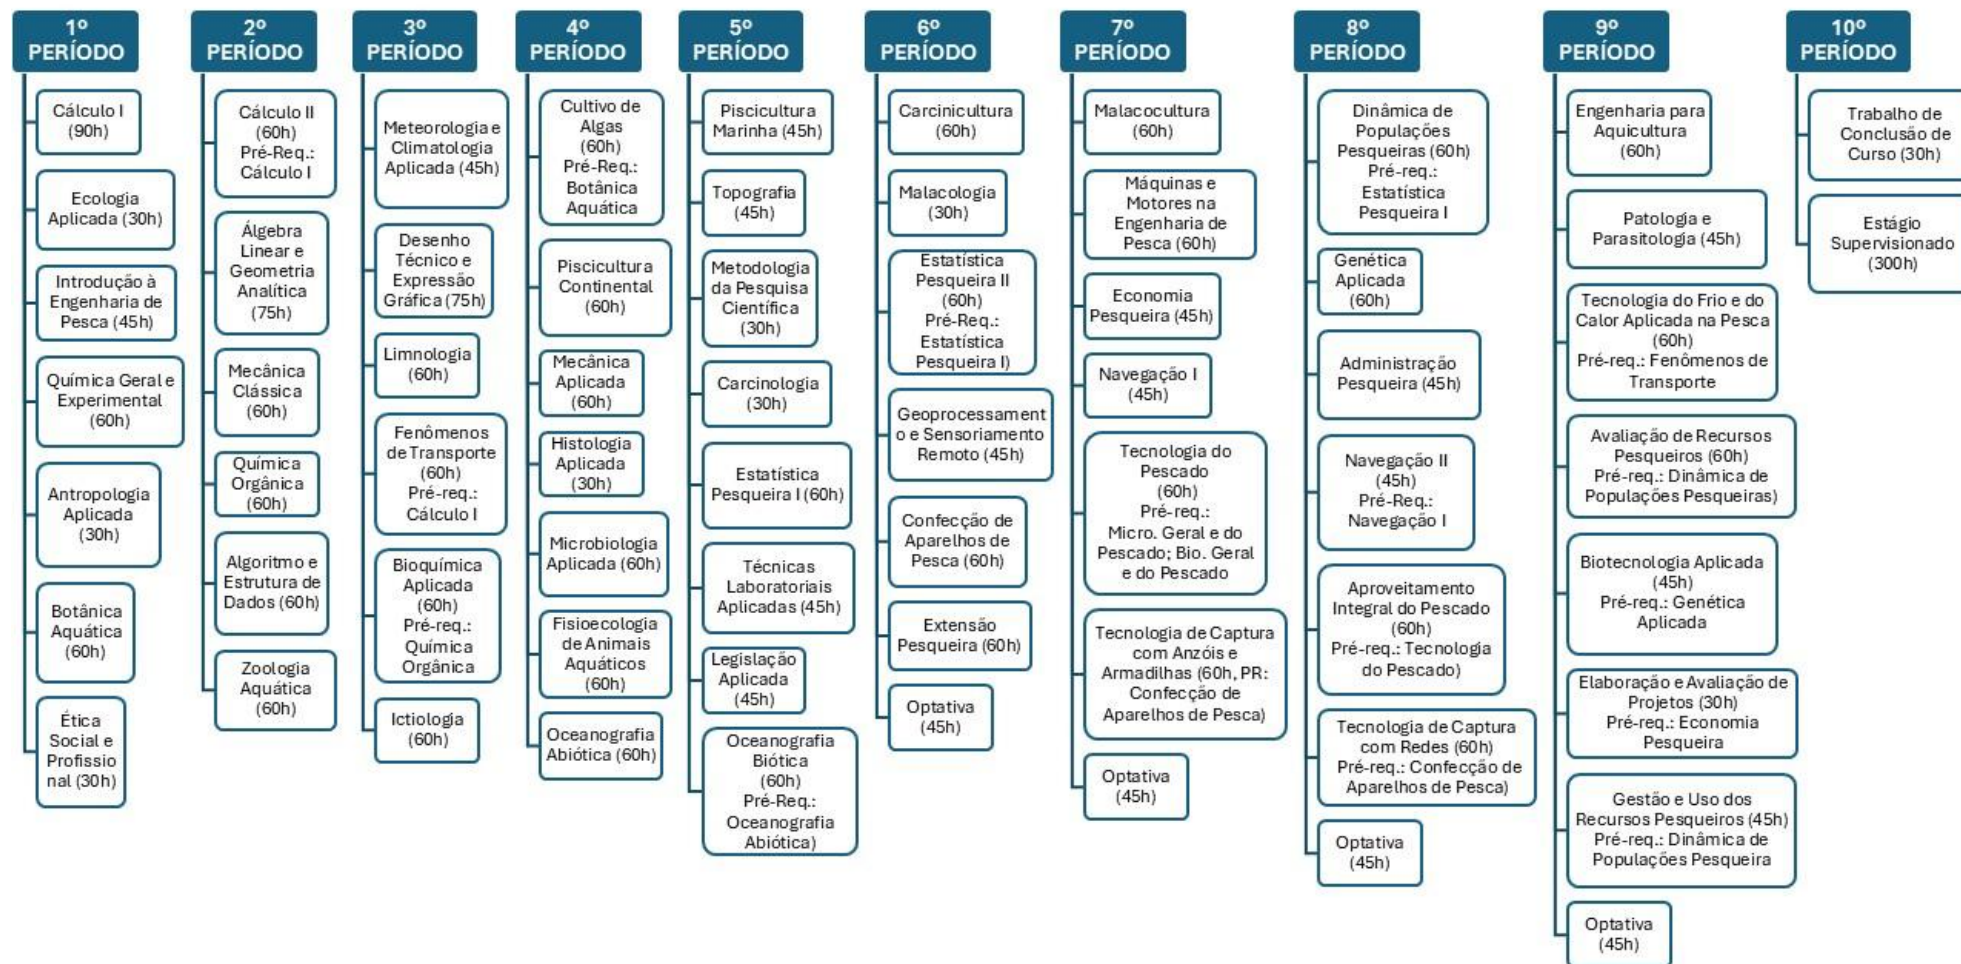 1º
PERÍODO
Cálculo I
(90h)
Ecologia
Aplicada (30h)
Introdução à
Engenharia de
Pesca (45h)
Química Geral e
Experimental
(60h)
Antropologia
Aplicada
(30h)
Botânica
Aquática
(60h)
Ética
Social e
Profissio
nal (30h)
2º
PERÍODO
Cálculo II
(60h)
Pré-Req.:
Cálculo I
Álgebra
Linear e
Geometria
Analítica
(75h)
Mecânica
Clássica
(60h)
Química
Orgânica
(60h)
Algoritmo e
Estrutura de
Dados (60h)
Zoologia
Aquática
(60h)
3º
PERÍODO
Meteorologia e
Climatologia
Aplicada (45h)
Desenho
Técnico e
Expressão
Gráfica (75h)
Limnologia
(60h)
Fenômenos
de Transporte
(60h)
Pré-req.:
Cálculo I
Bioquímica
Aplicada
(60h)
Pré-req.:
Química
Orgânica
Ictiologia
(60h)
4º
PERÍODO
Cultivo de
Algas
(60h)
Pré-Req.:
Botânica
Aquática
Piscicultura
Continental
(60h)
Mecânica
Aplicada
(60h)
Histologia
Aplicada
(30h)
Microbiologia
Aplicada (60h)
Fisioecologia
de Animais
Aquáticos
(60h)
Oceanografia
Abiótica (60h)
5º
PERÍODO
Piscicultura
Marinha (45h)
Topografia
(45h)
Metodologia
da Pesquisa
Científica
(30h)
Carcinologia
(30h)
Estatística
Pesqueira I (60h)
Técnicas
Laboratoriais
Aplicadas (45h)
Legislação
Aplicada
(45h)
Oceanografia
Biótica
(60h)
Pré-Req.:
Oceanografia
Abiótica)
6º
PERÍODO
Carcinicultura
(60h)
Malacologia
(30h)
Estatística
Pesqueira II
(60h)
Pré-Req.:
Estatística
Pesqueira I)
Geoprocessament
o e Sensoriamento
Remoto (45h)
Confecção de
Aparelhos de
Pesca (60h)
Extensão
Pesqueira (60h)
Optativa
(45h)
7º
PERÍODO
Malacocultura
(60h)
Máquinas e
Motores na
Engenharia de
Pesca (60h)
Economia
Pesqueira (45h)
Navegação I
(45h)
Tecnologia do
Pescado
(60h)
Pré-req.:
Micro. Geral e do
Pescado; Bio. Geral
e do Pescado
Tecnologia de Captura
com Anzóis e
Armadilhas (60h, PR:
Confecção de
Aparelhos de Pesca)
Optativa
(45h)
8º
PERÍODO
Dinâmica de
Populações
Pesqueiras (60h)
Pré-req.:
Estatística
Pesqueira I
Genética
Aplicada
(60h)
Administração
Pesqueira (45h)
Navegação II
(45h)
Pré-Req.:
Navegação I
Aproveitamento
Integral do Pescado
(60h)
Pré-req.: Tecnologia
do Pescado)
Tecnologia de Captura
com Redes (60h)
Pré-req.: Confecção de
Aparelhos de Pesca)
Optativa
(45h)
9º
PERÍODO
Engenharia para
Aquicultura
(60h)
Patologia e
Parasitologia (45h)
Tecnologia do Frio e do
Calor Aplicada na Pesca
(60h)
Pré-req.: Fenômenos de
Transporte
Avaliação de Recursos
Pesqueiros (60h)
Pré-req.: Dinâmica de
Populações Pesqueiras)
Biotecnologia Aplicada
(45h)
Pré-req.: Genética
Aplicada
Elaboração e Avaliação de
Projetos (30h)
Pré-req.: Economia
Pesqueira
Gestão e Uso dos
Recursos Pesqueiros (45h)
Pré-req.: Dinâmica de
Populações Pesqueira
Optativa
(45h)
10º
PERÍODO
Trabalho de
Conclusão de
Curso (30h)
Estágio
Supervisionado
(300h)